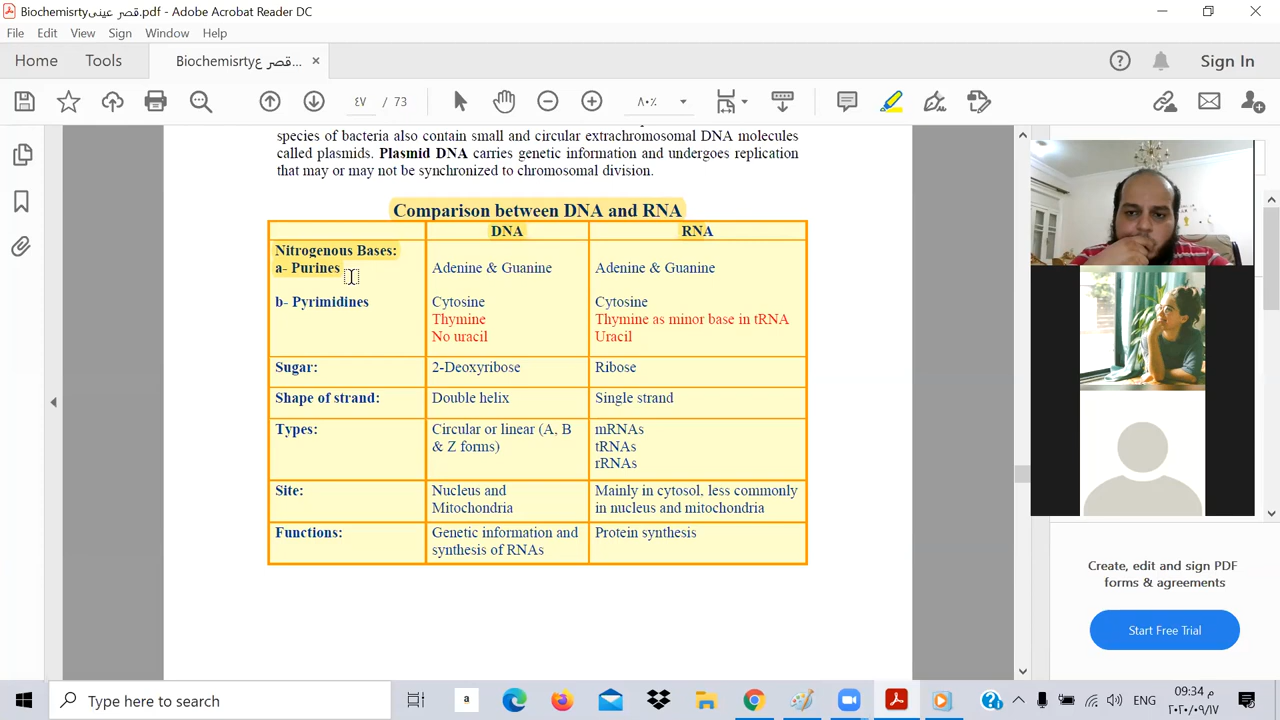 Biochemisrtyقصر عينى.pdf - Adobe Acrobat Reader DC
File Edit View Sign Window Help
Home Tools Biochemisrtyقصر ع... × Sign In
٤٧ / 73 ٨٠٪
species of bacteria also contain small and circular extrachromosomal DNA molecules
called plasmids. Plasmid DNA carries genetic information and undergoes replication
that may or may not be synchronized to chromosomal division.
Comparison between DNA and RNA
DNA RNA
Nitrogenous Bases:
a- Purines Adenine & Guanine Adenine & Guanine
b- Pyrimidines Cytosine Cytosine
Thymine Thymine as minor base in tRNA
No uracil Uracil
Sugar: 2-Deoxyribose Ribose
Shape of strand: Double helix Single strand
Types: Circular or linear (A, B mRNAs
& Z forms) tRNAs
rRNAs
Site: Nucleus and Mainly in cytosol, less commonly
Mitochondria in nucleus and mitochondria
Functions: Genetic information and Protein synthesis
synthesis of RNAs
Create, edit and sign PDF
forms & agreements
Start Free Trial
Type here to search
a
ENG
09:34 م
٢٠٢٠/٠٩/١٧